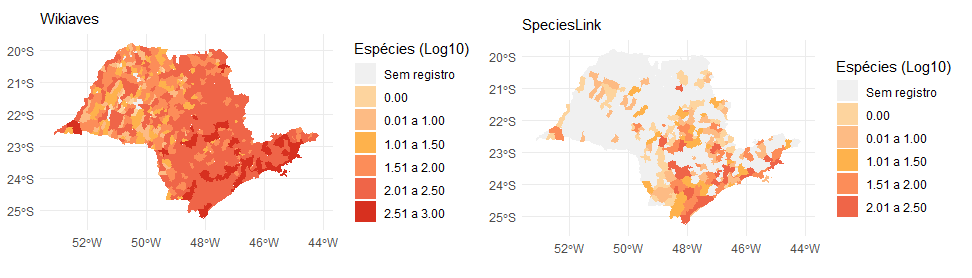 Wikiaves
20°S
21°S
22°S
23°S
24°S
25°S
52°W
50°W
48°W
46°W
44°W
Espécies (Log10)
Sem registro
0.00
0.01 a 1.00
1.01 a 1.50
1.51 a 2.00
2.01 a 2.50
2.51 a 3.00
SpeciesLink
20°S
21°S
22°S
23°S
24°S
25°S
52°W
50°W
48°W
46°W
44°W
Espécies (Log10)
Sem registro
0.00
0.01 a 1.00
1.01 a 1.50
1.51 a 2.00
2.01 a 2.50